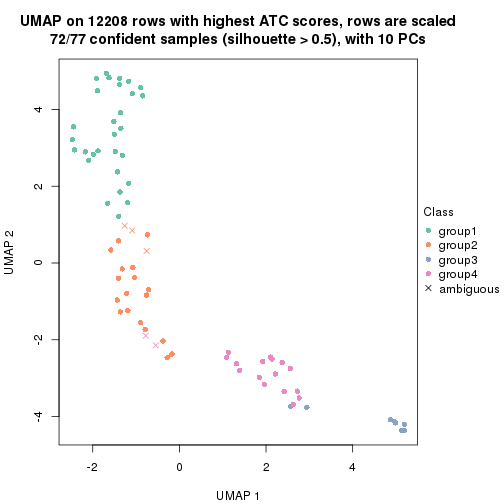 UMAP on 12208 rows with highest ATC scores, rows are scaled
72/77 confident samples (silhouette > 0.5), with 10 PCs
4
2
0
-2
-4
UMAP 2
-2
0
2
4
UMAP 1
Class
group1
group2
group3
group4
ambiguous